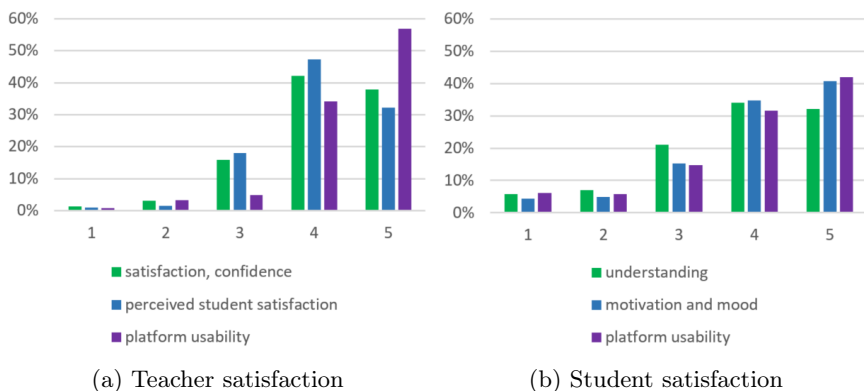 60%
50%
40%
30%
20%
10%
0%
1 2 3 4 5
satisfaction, confidence
perceived student satisfaction
platform usability
(a) Teacher satisfaction
60%
50%
40%
30%
20%
10%
0%
1 2 3 4 5
understanding
motivation and mood
platform usability
(b) Student satisfaction